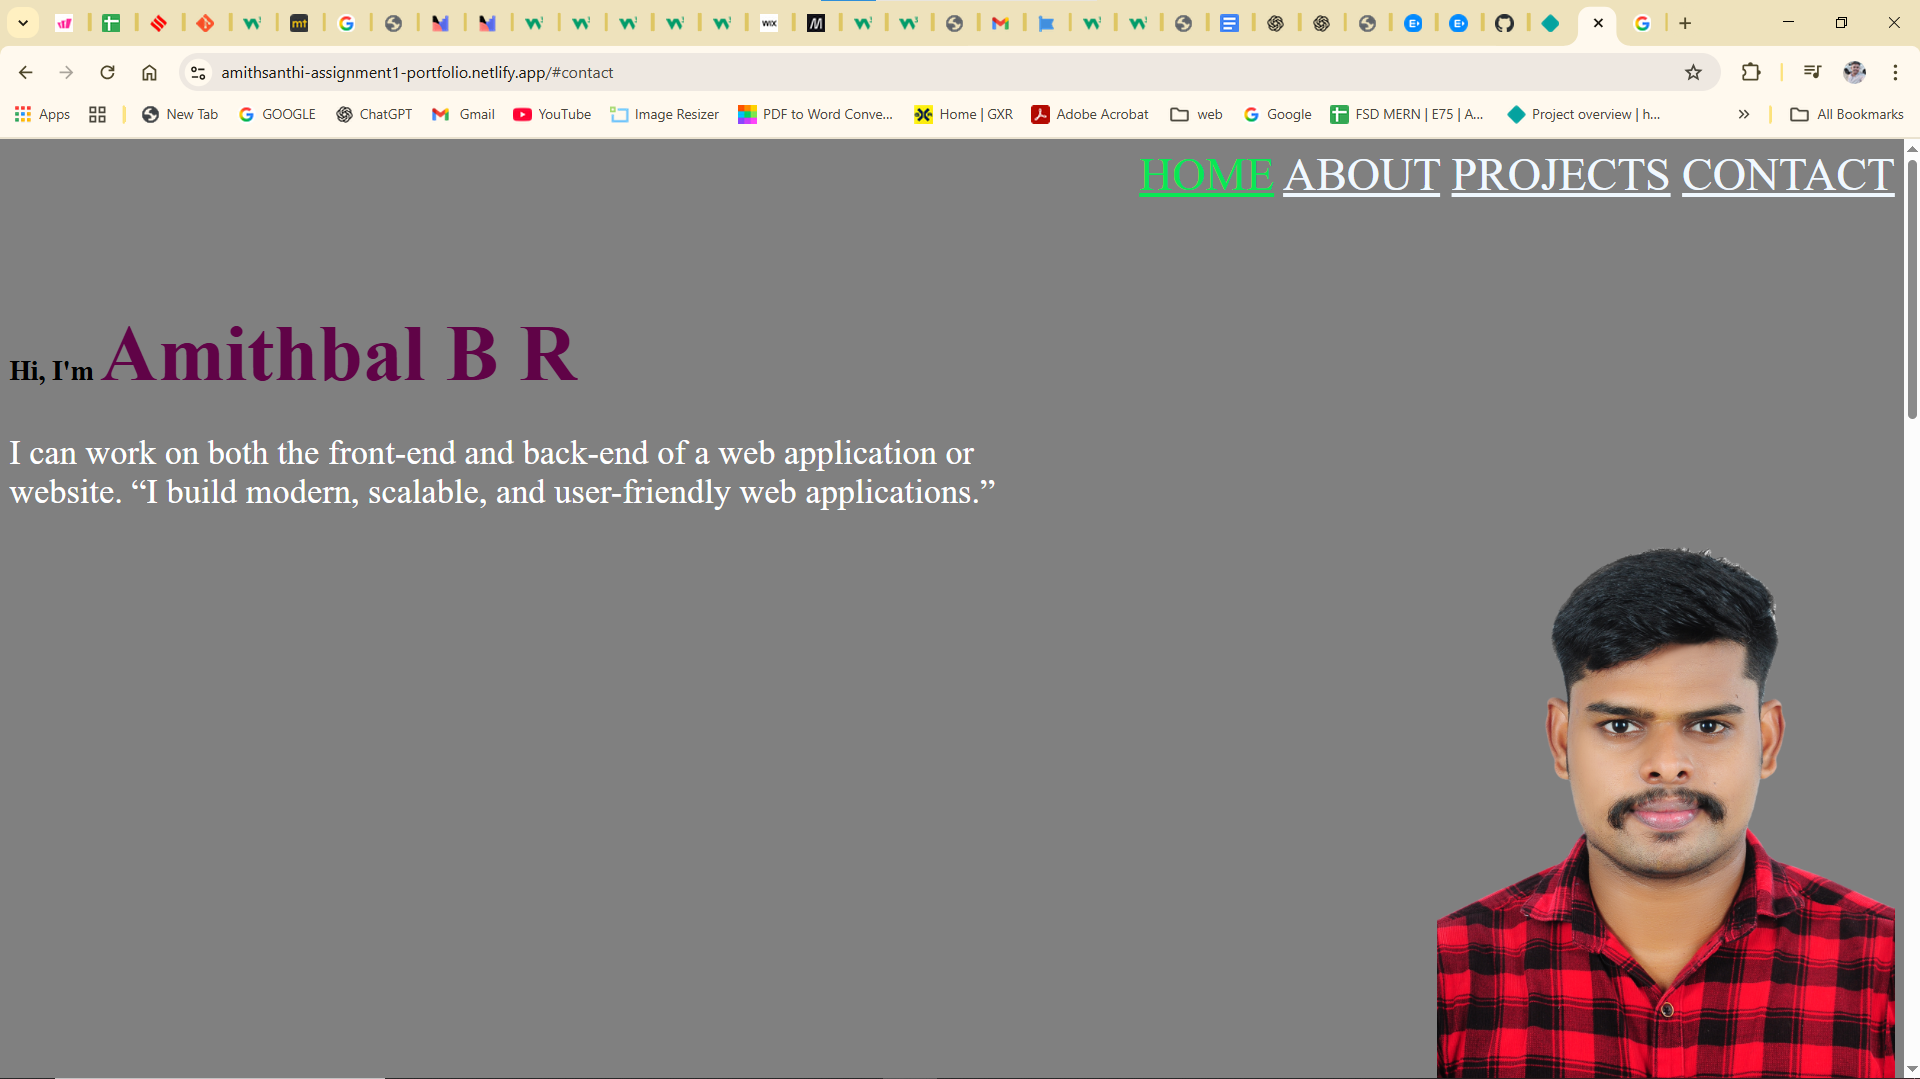 mt
WIX
amithsanthi-assignment1-portfolio.netlify.app/#contact
Apps
New Tab
GOOGLE
ChatGPT
Gmail
YouTube
Image Resizer
PDF to Word Conve...
Home | GXR
Adobe Acrobat
web
Google
FSD MERN | E75 | A...
Project overview | h...
All Bookmarks
HOME ABOUT PROJECTS CONTACT
Hi, I'm Amithbal B R
I can work on both the front-end and back-end of a web application or
website. “I build modern, scalable, and user-friendly web applications.”